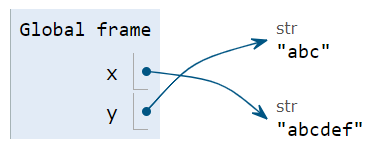 Global frame
x
y
str
"abc"
str
"abcdef"